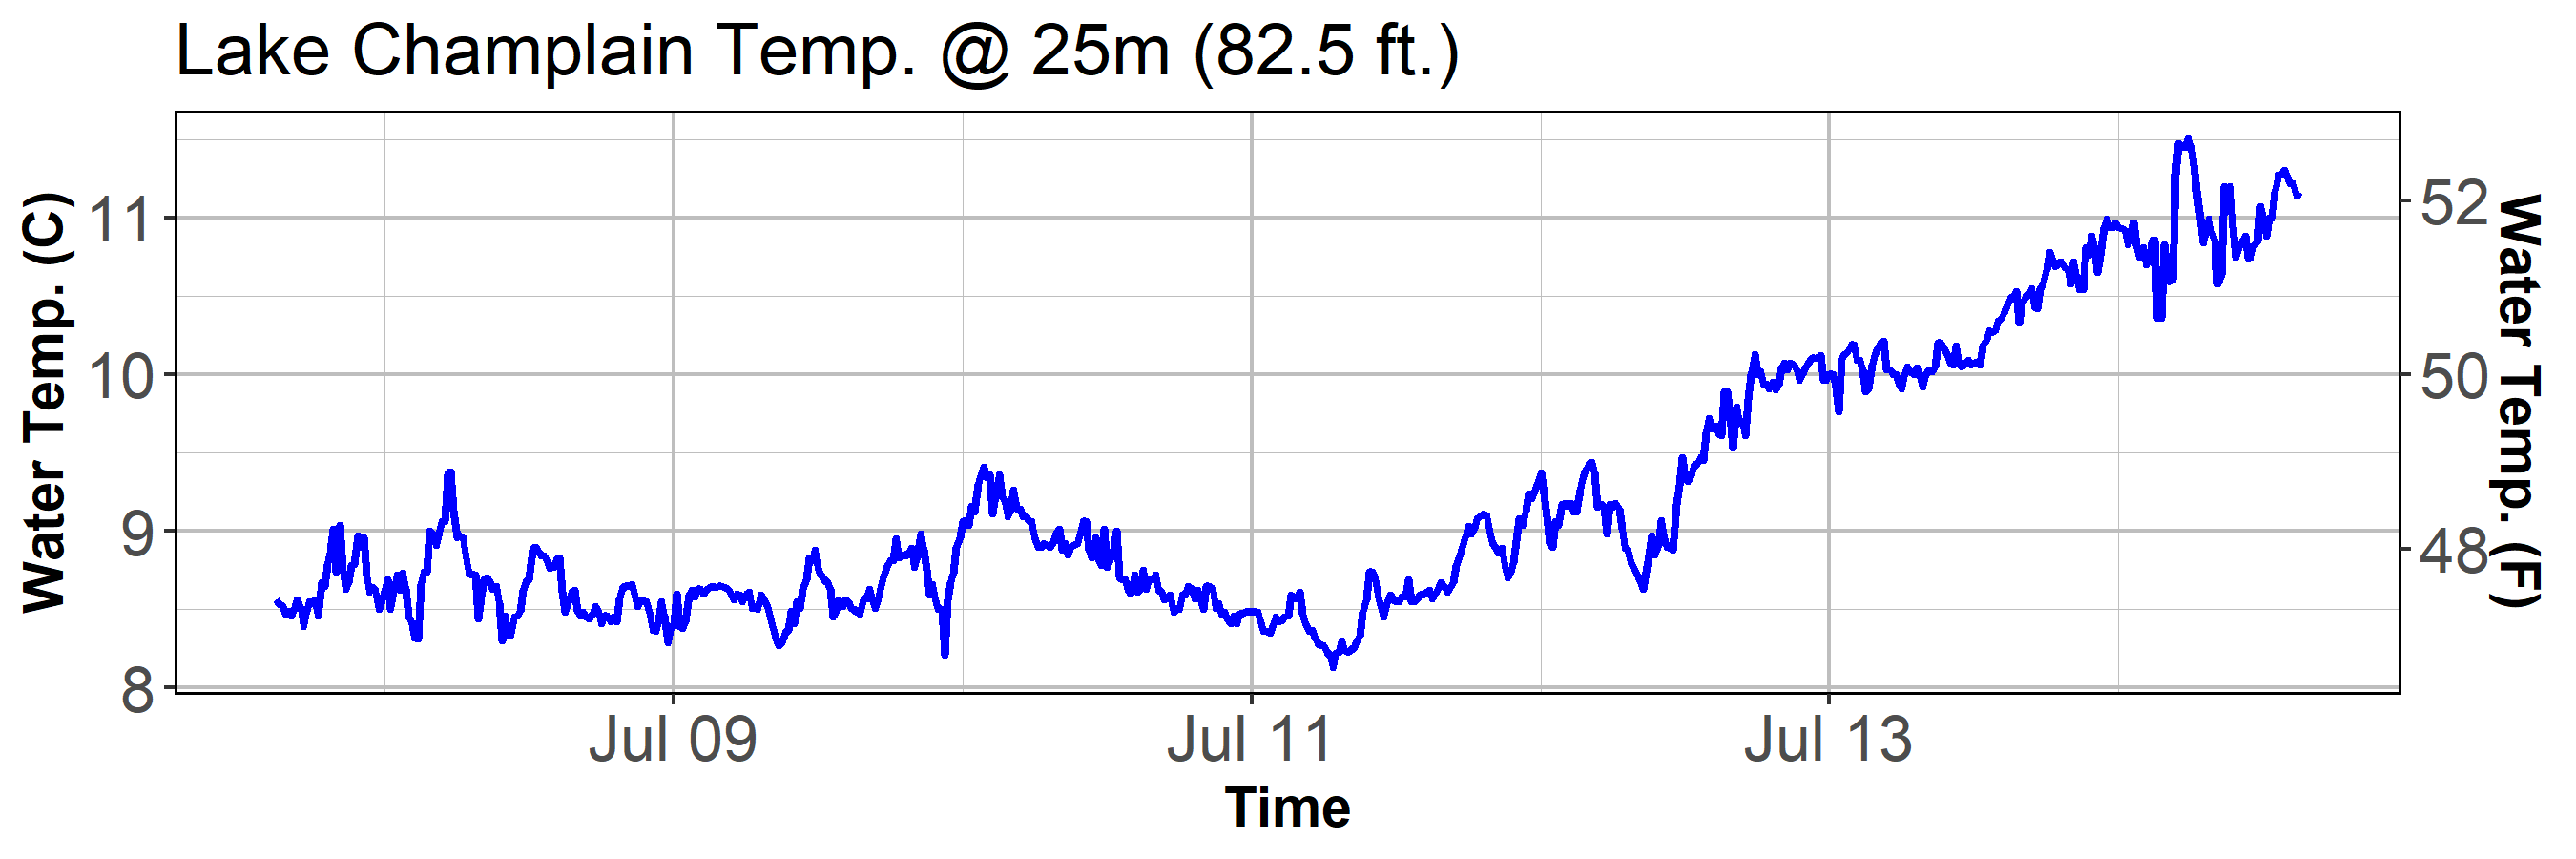 Lake Champlain Temp. @ 25m (82.5 ft.)
Water Temp. (C)
11
10
9
8
52
50
48
Water Temp. (F)
Jul 09
Jul 11
Jul 13
Time